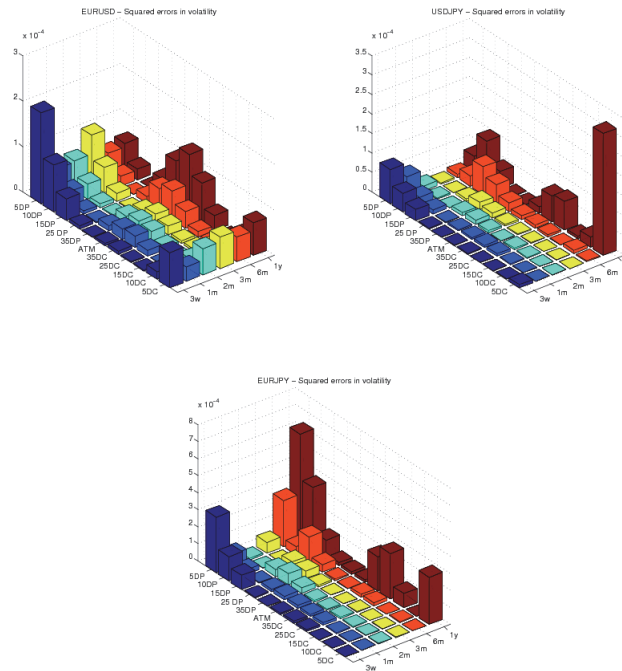 EURUSD – Squared errors in volatility
x 10⁻⁴
3
2
1
0
5DP
10DP
15DP
25 DP
35DP
ATM
35DC
25DC
15DC
10DC
5DC
3w
1m
2m
3m
6m
1y
USDJPY – Squared errors in volatility
x 10⁻⁴
3.5
3
2.5
2
1.5
1
0.5
0
5DP
10DP
15DP
25 DP
35DP
ATM
35DC
25DC
15DC
10DC
5DC
3w
1m
2m
3m
6m
EURJPY – Squared errors in volatility
x 10⁻⁴
8
7
6
5
4
3
2
1
0
5DP
10DP
15DP
25 DP
35DP
ATM
35DC
25DC
15DC
10DC
5DC
3w
1m
2m
3m
6m
1y